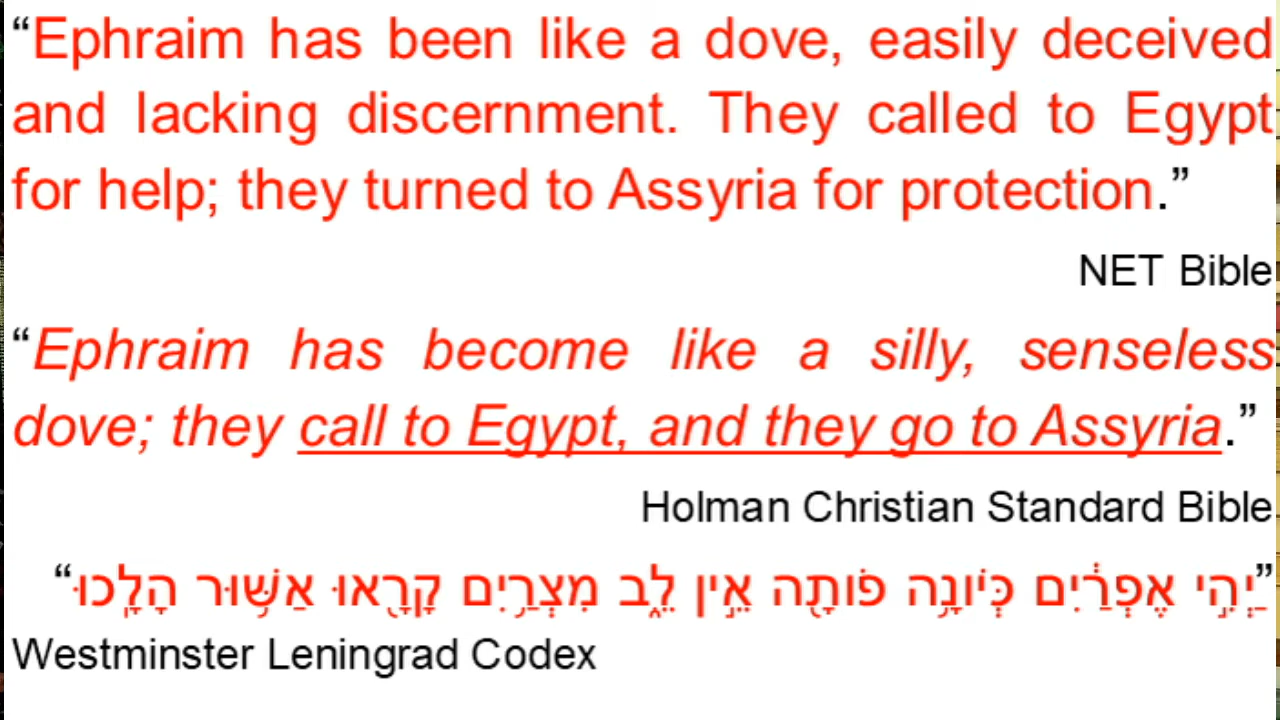 “Ephraim has been like a dove, easily deceived
and lacking discernment. They called to Egypt
for help; they turned to Assyria for protection.”
NET Bible
“Ephraim has become like a silly, senseless
dove; they call to Egypt, and they go to Assyria.”
Holman Christian Standard Bible
”יְהִ֣י אֶפְרַ֔יִם כְּיוֹנָ֥ה פוֹתָ֖ה אֵ֣ין לֵ֑ב מִצְרַ֥יִם קָרָ֖אוּ אַשּׁ֥וּר הָלָֽכוּ“
Westminster Leningrad Codex